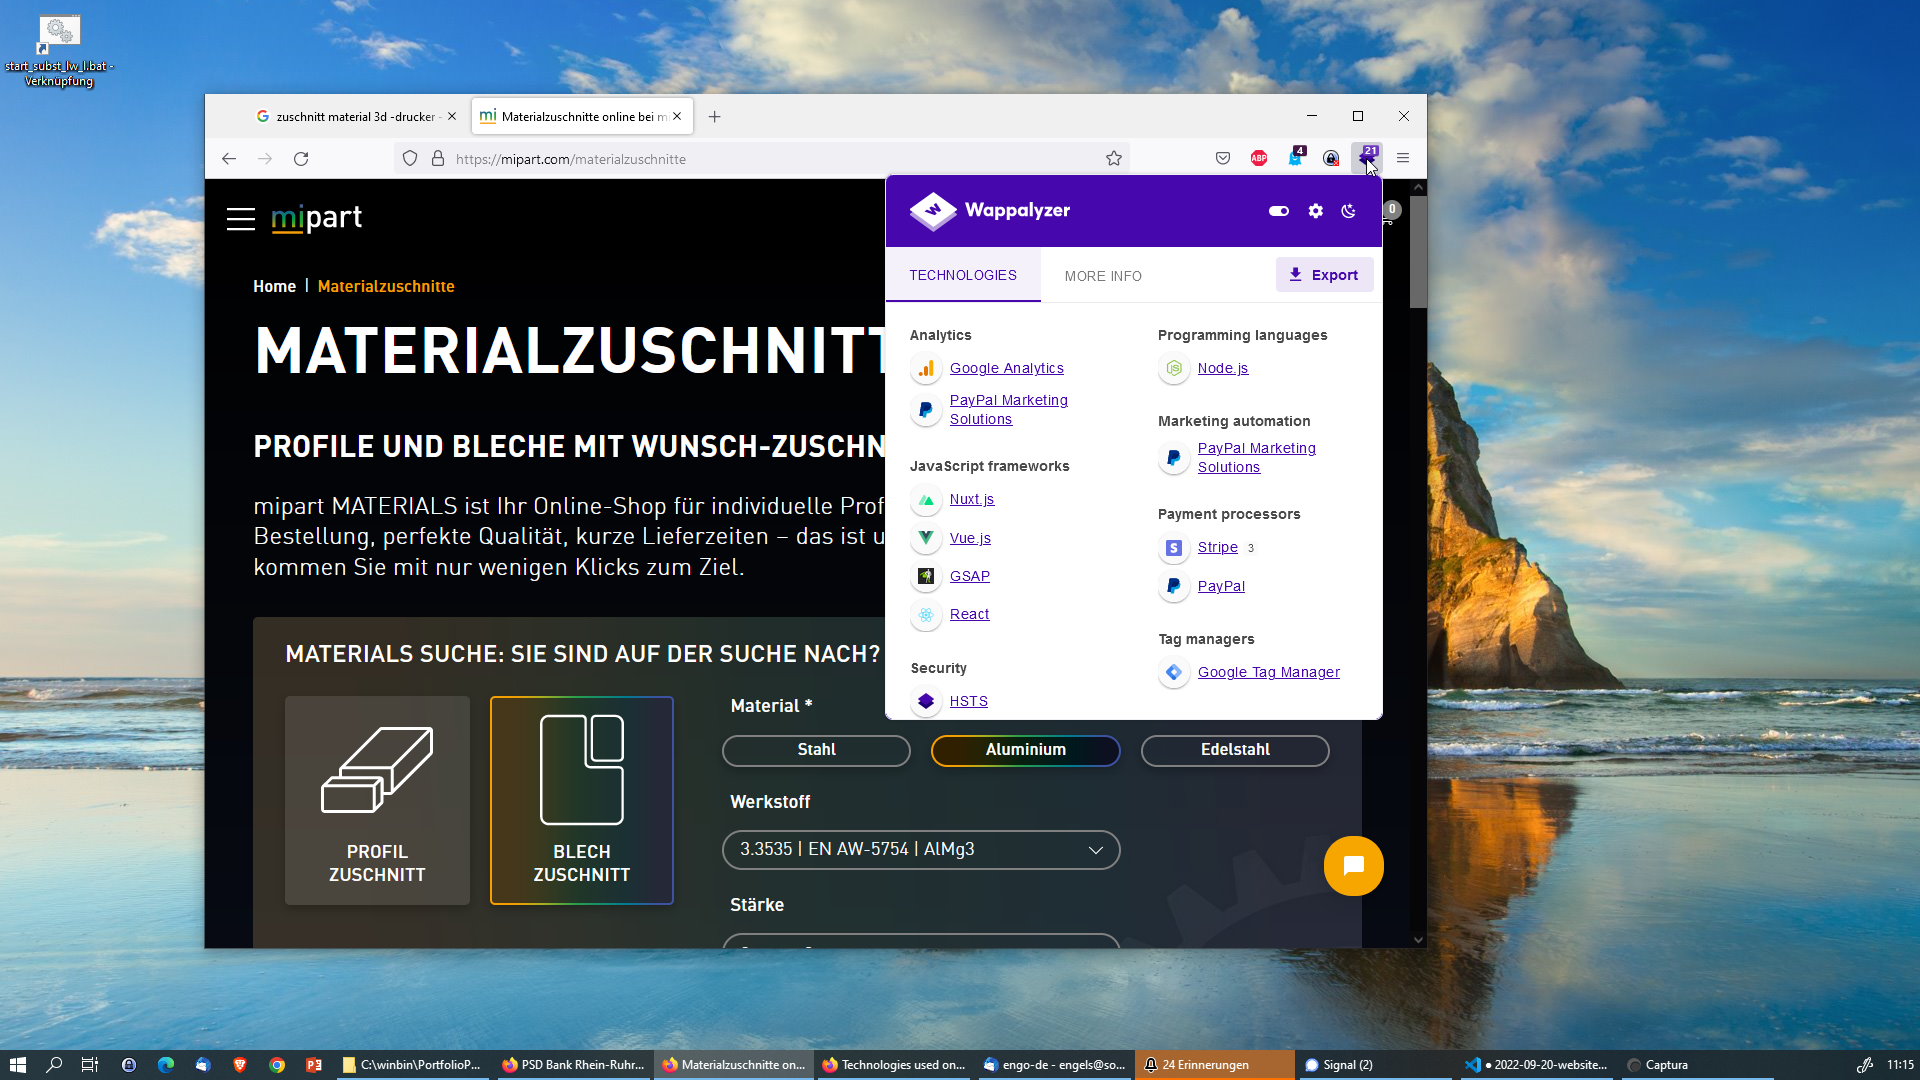 start_subst_lw_l.bat -
Verknüpfung
zuschnitt material 3d -drucker -
Materialzuschnitte online bei mi
https://mipart.com/materialzuschnitte
ABP
4
21
mipart
0
Home | Materialzuschnitte
MATERIALZUSCHNITT
PROFILE UND BLECHE MIT WUNSCH-ZUSCHN
mipart MATERIALS ist Ihr Online-Shop für individuelle Prof
Bestellung, perfekte Qualität, kurze Lieferzeiten – das ist u
kommen Sie mit nur wenigen Klicks zum Ziel.
MATERIALS SUCHE: SIE SIND AUF DER SUCHE NACH?
PROFIL
ZUSCHNITT
BLECH
ZUSCHNITT
Material *
Stahl
Aluminium
Edelstahl
Werkstoff
3.3535 | EN AW-5754 | AlMg3
Stärke
Wappalyzer
TECHNOLOGIES
MORE INFO
Export
Analytics
Google Analytics
PayPal Marketing
Solutions
JavaScript frameworks
Nuxt.js
Vue.js
GSAP
React
Security
HSTS
Programming languages
Node.js
Marketing automation
PayPal Marketing
Solutions
Payment processors
Stripe 3
PayPal
Tag managers
Google Tag Manager
C:\winbin\PortfolioP...
PSD Bank Rhein-Ruhr...
Materialzuschnitte on...
Technologies used on...
engo-de - engels@so...
24 Erinnerungen
Signal (2)
● 2022-09-20-website...
Captura
11:15